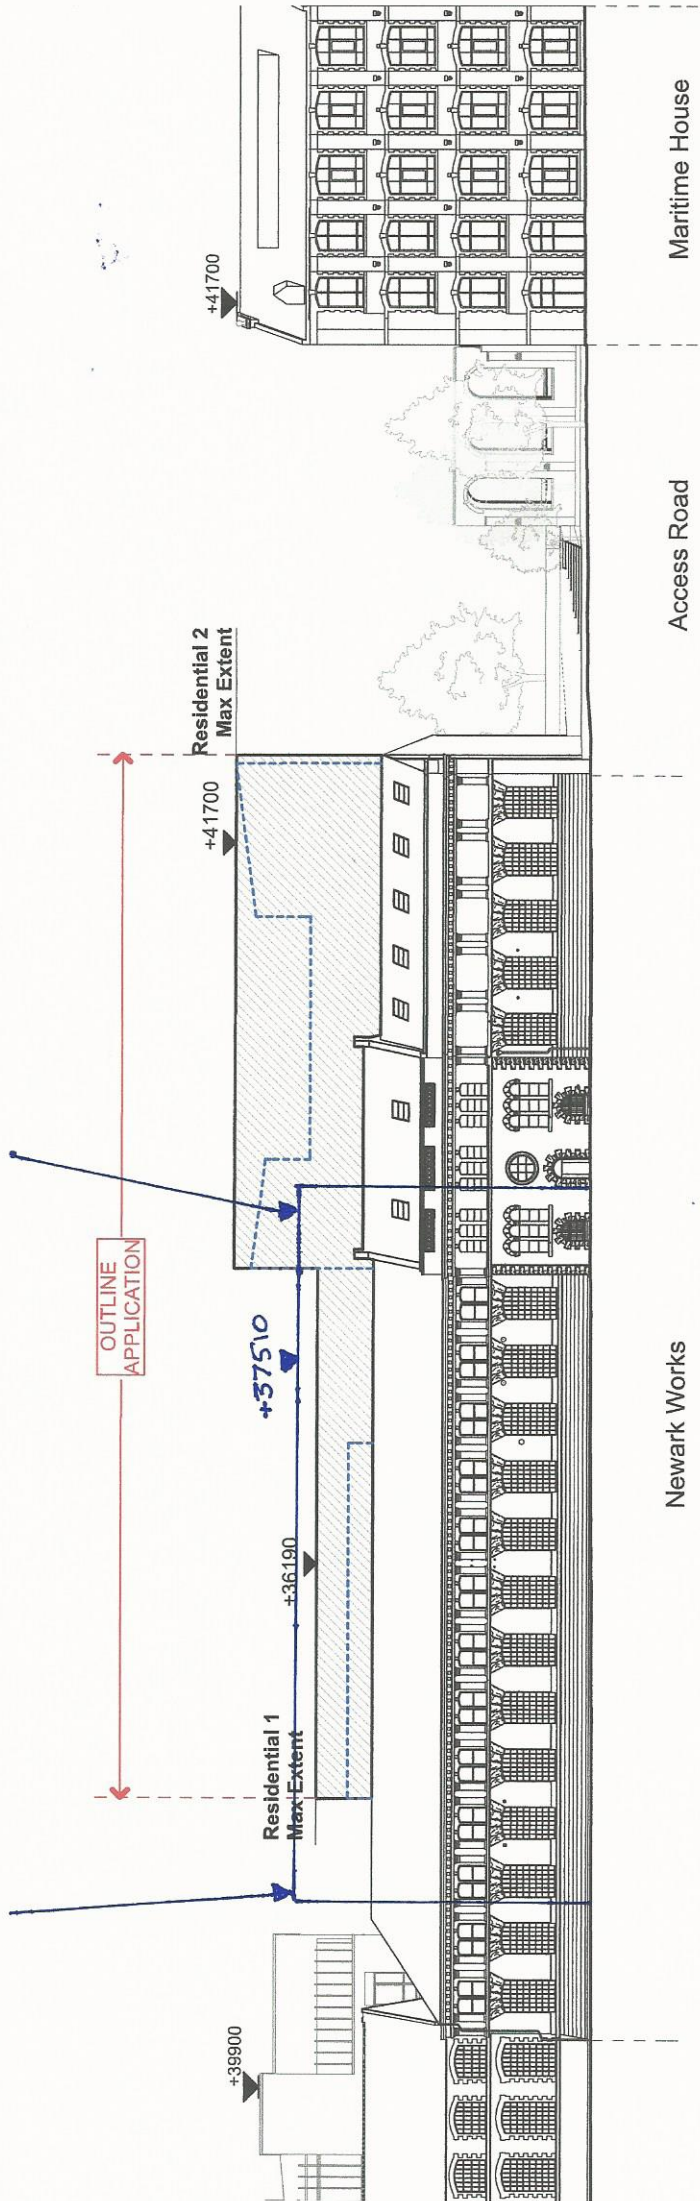 +39900
Residential 1
Max Extent
+36190
+37510
OUTLINE
APPLICATION
+41700
Residential 2
Max Extent
+41700
Newark Works
Access Road
Maritime House